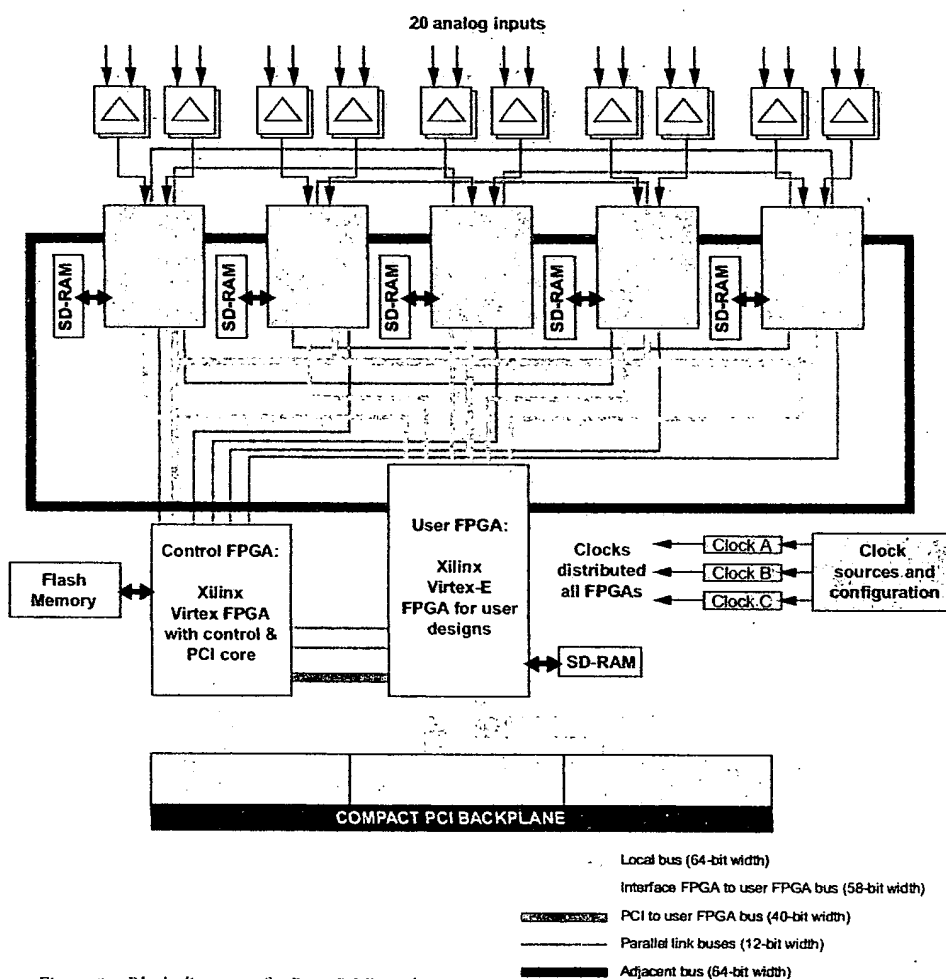 20 analog inputs
SD-RAM
SD-RAM
SD-RAM
SD-RAM
SD-RAM
Control FPGA:
Xilinx
Virtex FPGA
with control &
PCI core
User FPGA:
Xilinx
Virtex-E
FPGA for user
designs
Flash
Memory
Clocks
distributed
all FPGAs
Clock A
Clock B
Clock C
Clock
sources and
configuration
SD-RAM
COMPACT PCI BACKPLANE
Local bus (64-bit width)
Interface FPGA to user FPGA bus (58-bit width)
PCI to user FPGA bus (40-bit width)
Parallel link buses (12-bit width)
Adjacent bus (64-bit width)